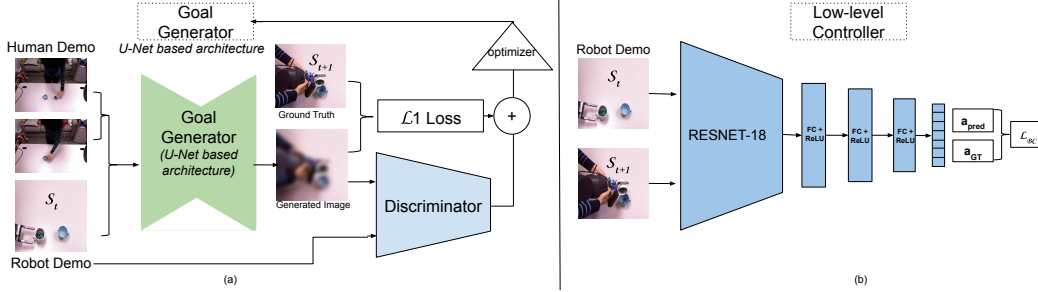 Goal
Generator
U-Net based architecture
Human Demo
Goal
Generator
(U-Net based
architecture)
S_t
Robot Demo
S_{t+1}
Ground Truth
Generated Image
ℒ1 Loss
+
optimizer
Discriminator
(a)
Low-level
Controller
Robot Demo
S_t
S_{t+1}
RESNET-18
FC +
ReLU
FC +
ReLU
FC +
ReLU
a_pred
a_GT
ℒ_BC
(b)